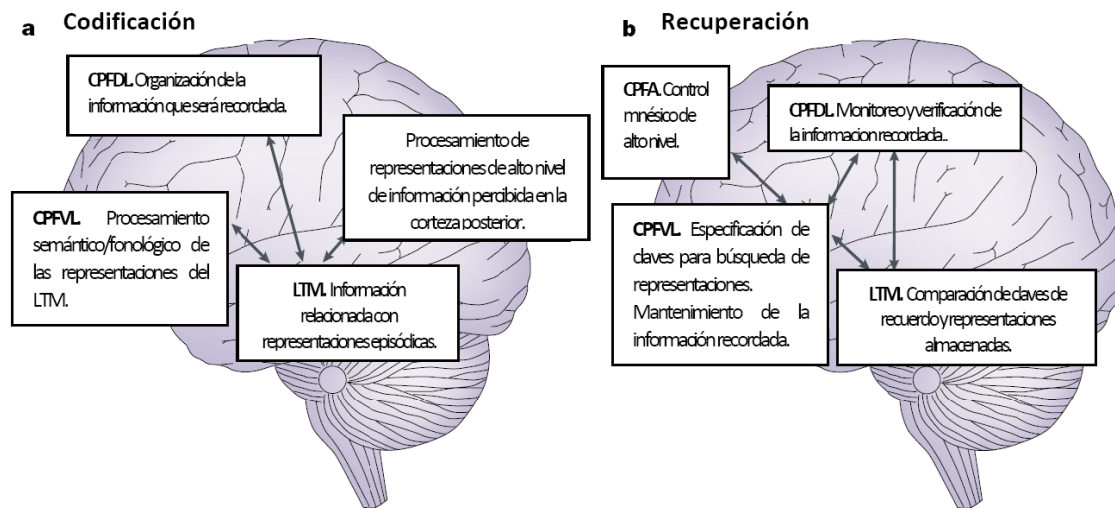 a Codificación
CPFDL. Organización de la
información que será recordada.
Procesamiento de
representaciones de alto nivel
de información percibida en la
corteza posterior.
CPFVL. Procesamiento
semántico/fonológico de
las representaciones del
LTM.
LTM. Información
relacionada con
representaciones episódicas.
b Recuperación
CPFA. Control
mnésico de
alto nivel.
CPFDL. Monitoreo y verificación de
la informacion recordada..
CPFVL. Especificación de
claves para búsqueda de
representaciones.
Mantenimiento de la
información recordada.
LTM. Comparación de claves de
recuerdo y representaciones
almacenadas.